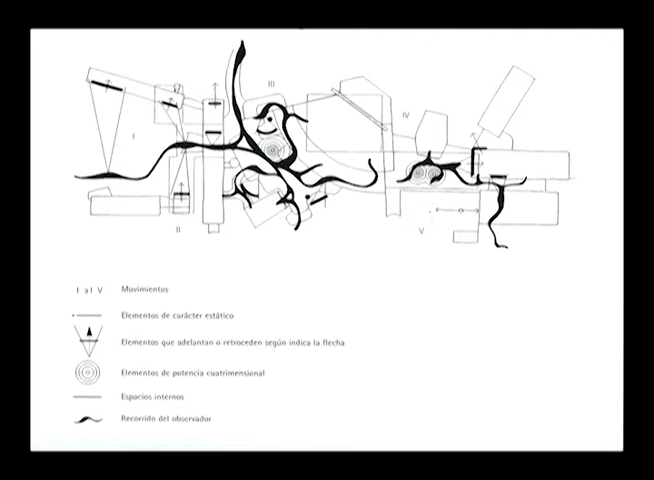 III
IV
I
II
V
I al V Movimientos
Elementos de carácter estático
Elementos que adelantan o retroceden según indica la flecha
Elementos de potencia cuatrimensional
Espacios internos
Recorrido del observador